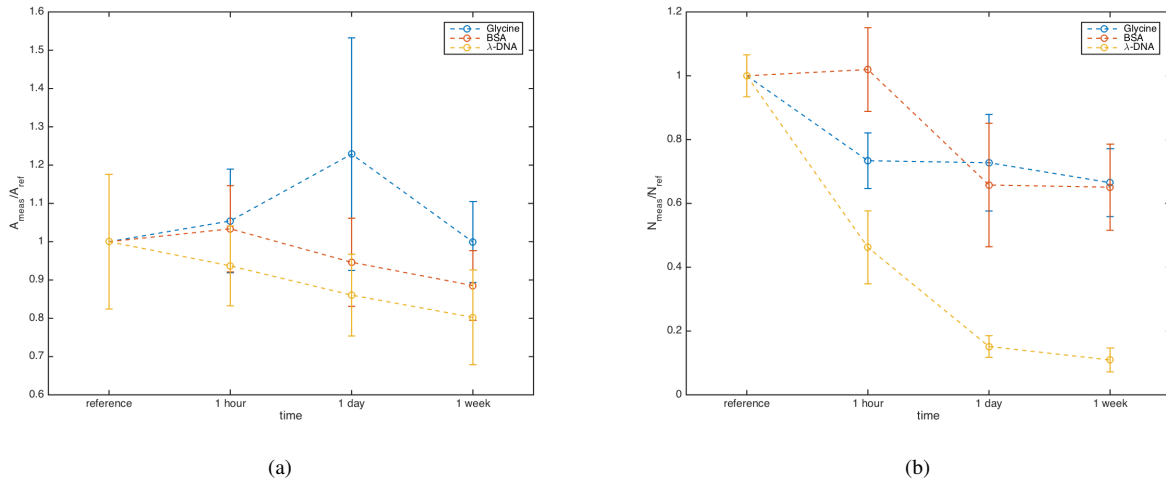 1.6
1.5
1.4
1.3
1.2
1.1
1
0.9
0.8
0.7
0.6
A_meas/A_ref
Glycine
BSA
λ-DNA
reference 1 hour 1 day 1 week
time
(a)
1.2
1
0.8
0.6
0.4
0.2
0
N_meas/N_ref
Glycine
BSA
λ-DNA
reference 1 hour 1 day 1 week
time
(b)